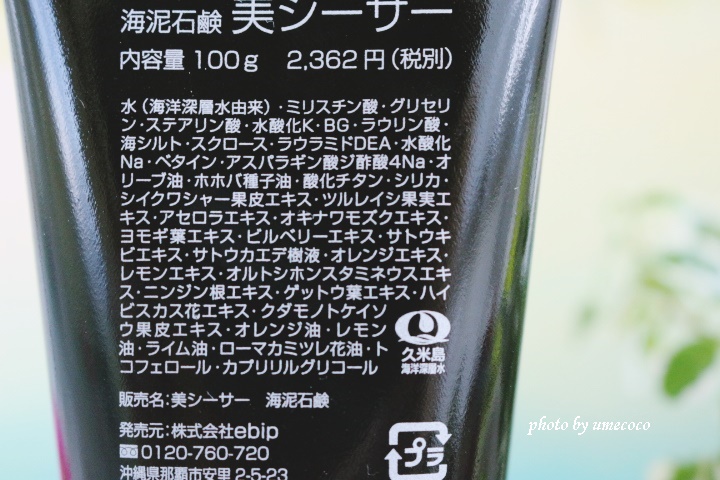 海泥石鹸 美シーサー
内容量 100g 2,362円(税別)
水(海洋深層水由来)・ミリスチン酸・グリセリ
ン・ステアリン酸・水酸化K・BG・ラウリン酸・
海シルト・スクロース・ラウラミドDEA・水酸化
Na・ベタイン・アスパラギン酸ジ酢酸4Na・オ
リーブ油・ホホバ種子油・酸化チタン・シリカ・
シイクワシャー果皮エキス・ツルレイシ果実エ
キス・アセロラエキス・オキナワモズクエキス・
ヨモギ葉エキス・ビルベリーエキス・サトウキ
ビエキス・サトウカエデ樹液・オレンジエキス・
レモンエキス・オルトシホンスタミネウスエキ
ス・ニンジン根エキス・ゲットウ葉エキス・ハイ
ビスカス花エキス・クダモノトケイソ
ウ果皮エキス・オレンジ油・レモン
油・ライム油・ローマカミツレ花油・ト
コフェロール・カプリリルグリコール
久米島
海洋深層水
販売名:美シーサー 海泥石鹸
発売元:株式会社ebip
0120-760-720
沖縄県那覇市安里 2-5-23
プラ
photo by umecoco